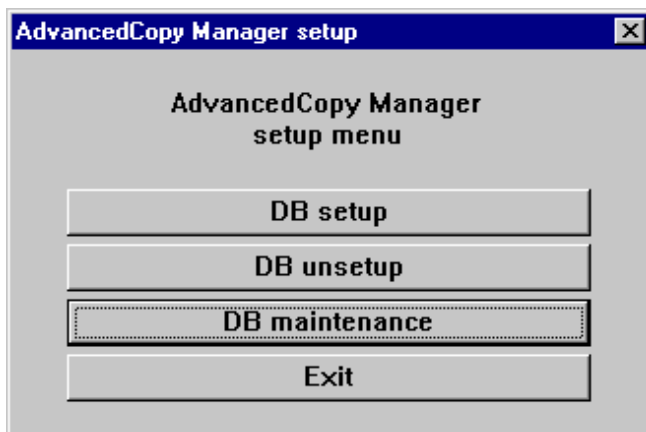 AdvancedCopy Manager setup
AdvancedCopy Manager
setup menu
DB setup
DB unsetup
DB maintenance
Exit